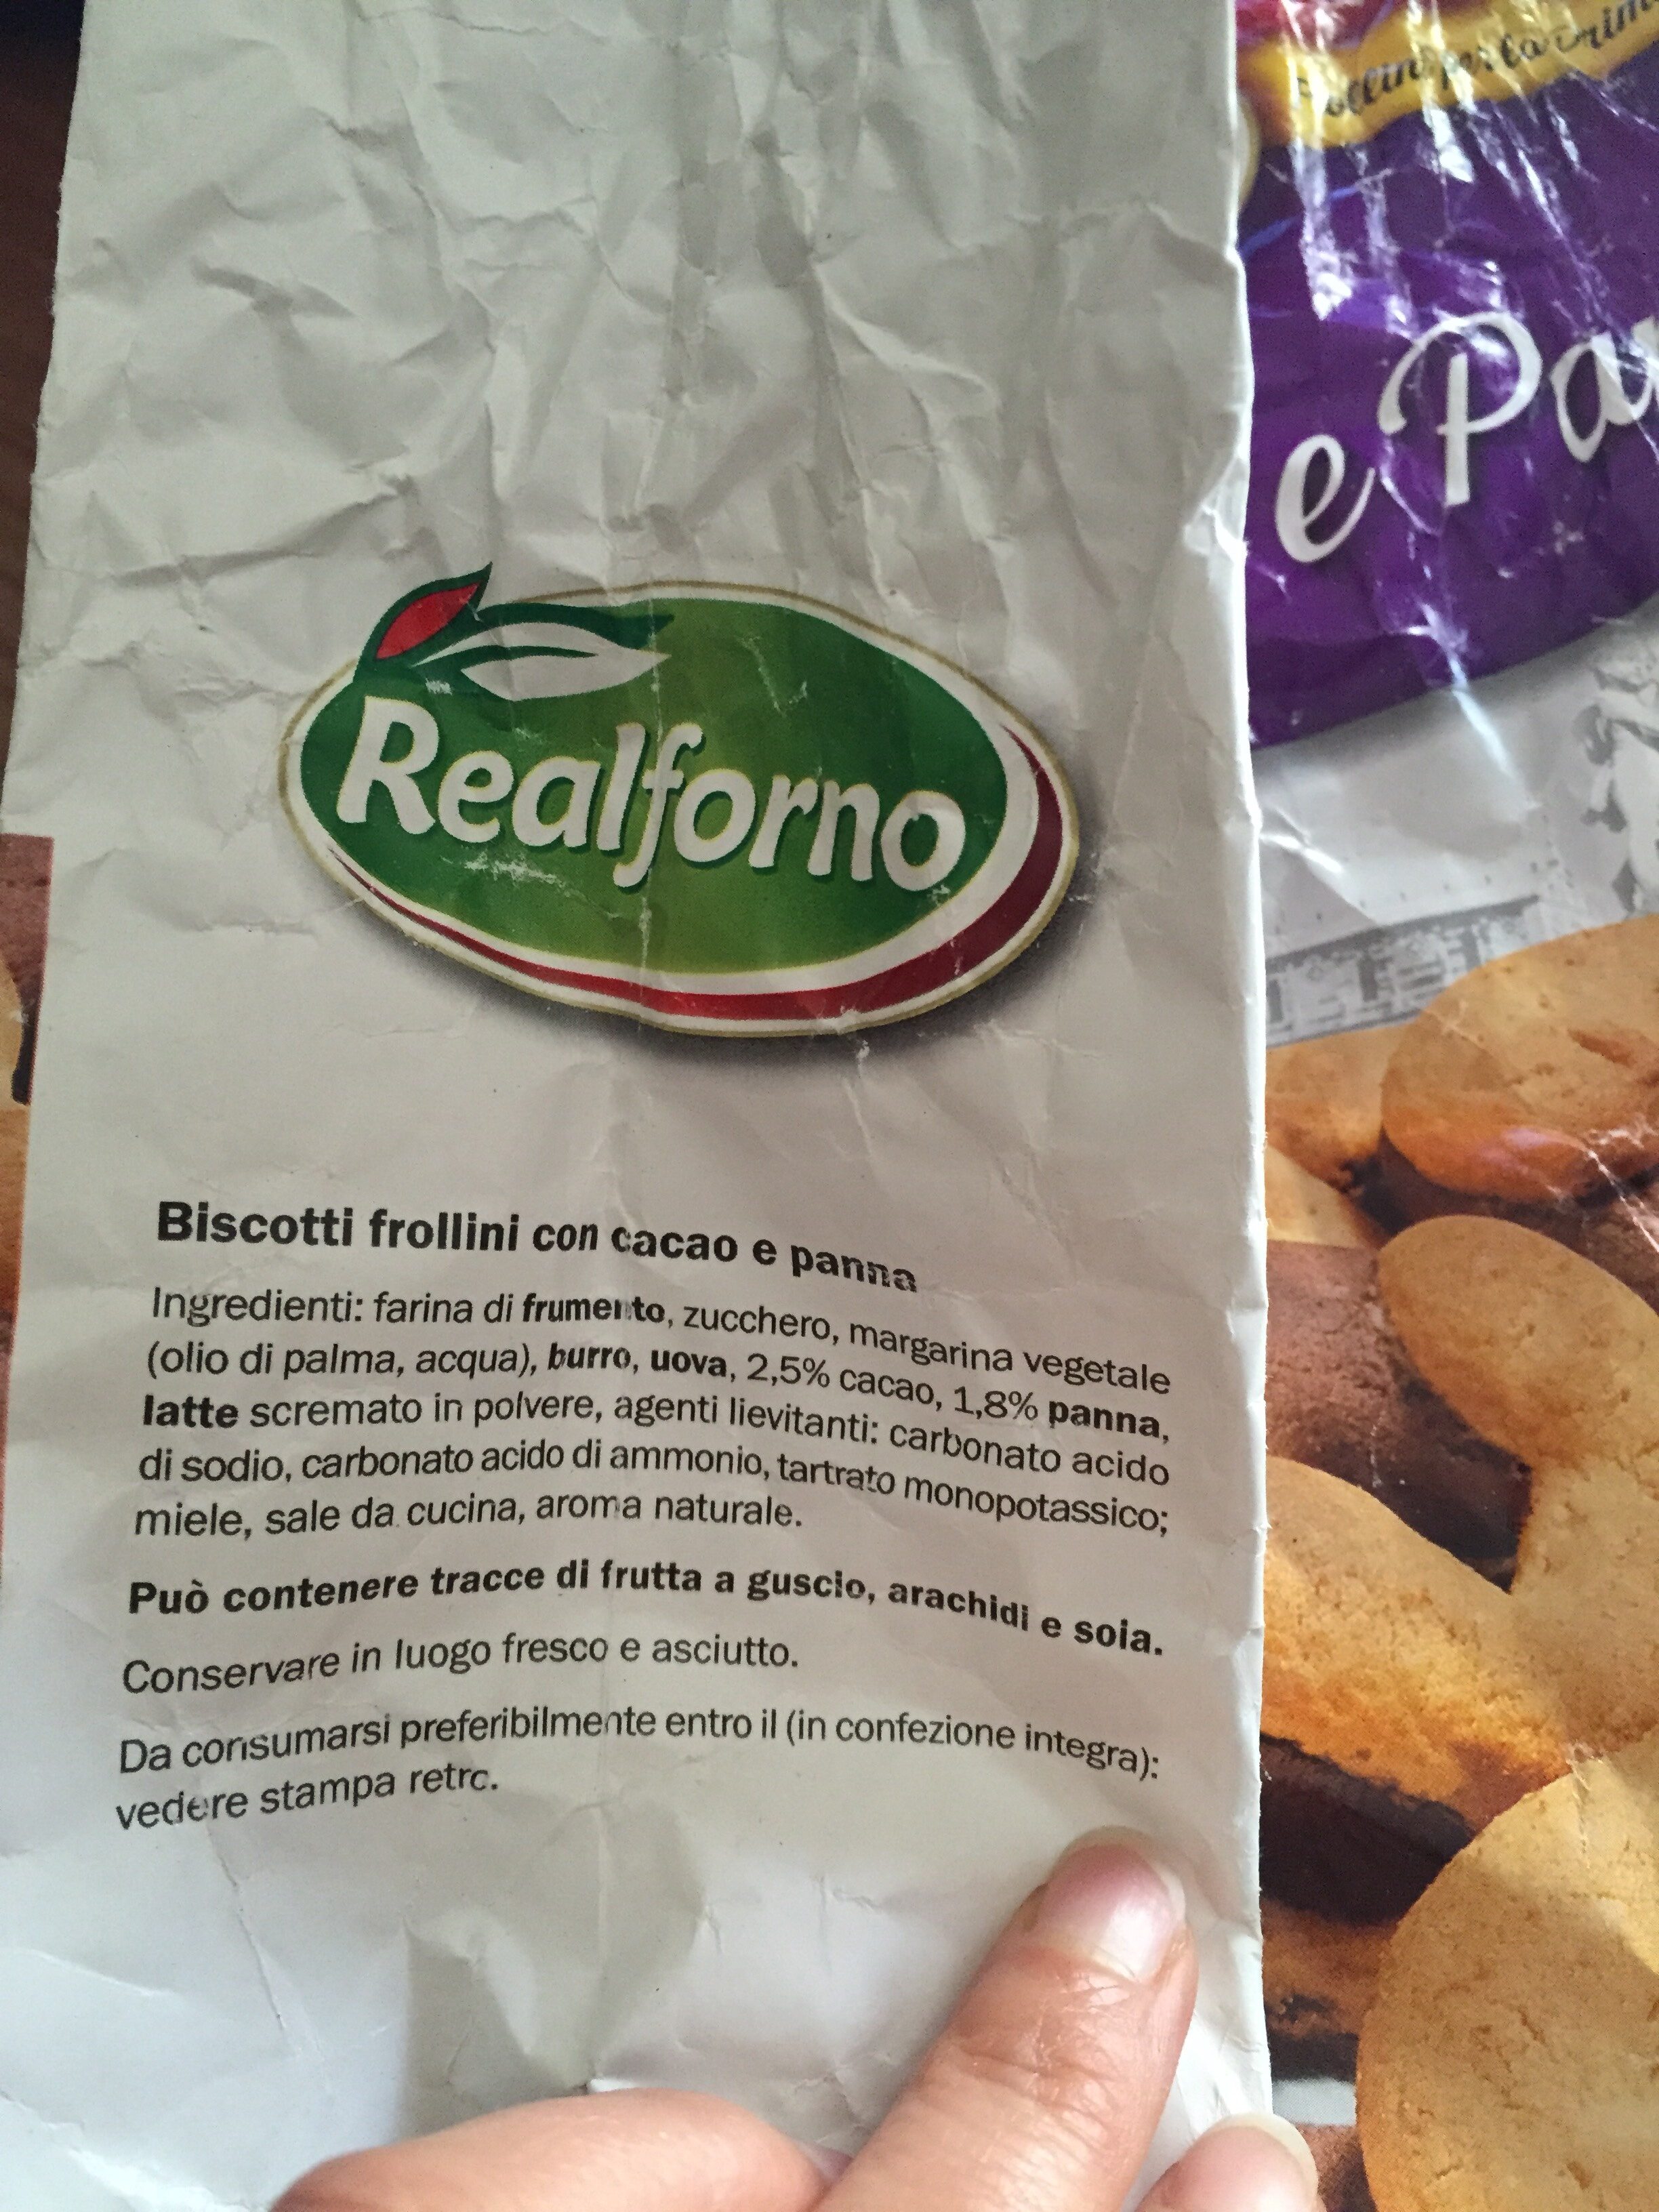 Realforno
e Pa
Biscotti frollini con cacao e panna
Ingredienti: farina di frumento, zucchero, margarina vegetale
(olio di palma, acqua), burro, uova, 2,5% cacao, 1,8% panna,
latte scremato in polvere, agenti lievitanti: carbonato acido
di sodio, carbonato acido di ammonio, tartrato monopotassico;
miele, sale da cucina, aroma naturale.
Può contenere tracce di frutta a guscio, arachidi e soia.
Conservare in luogo fresco e asciutto.
Da consumarsi preferibilmente entro il (in confezione integra):
vedere stampa retro.